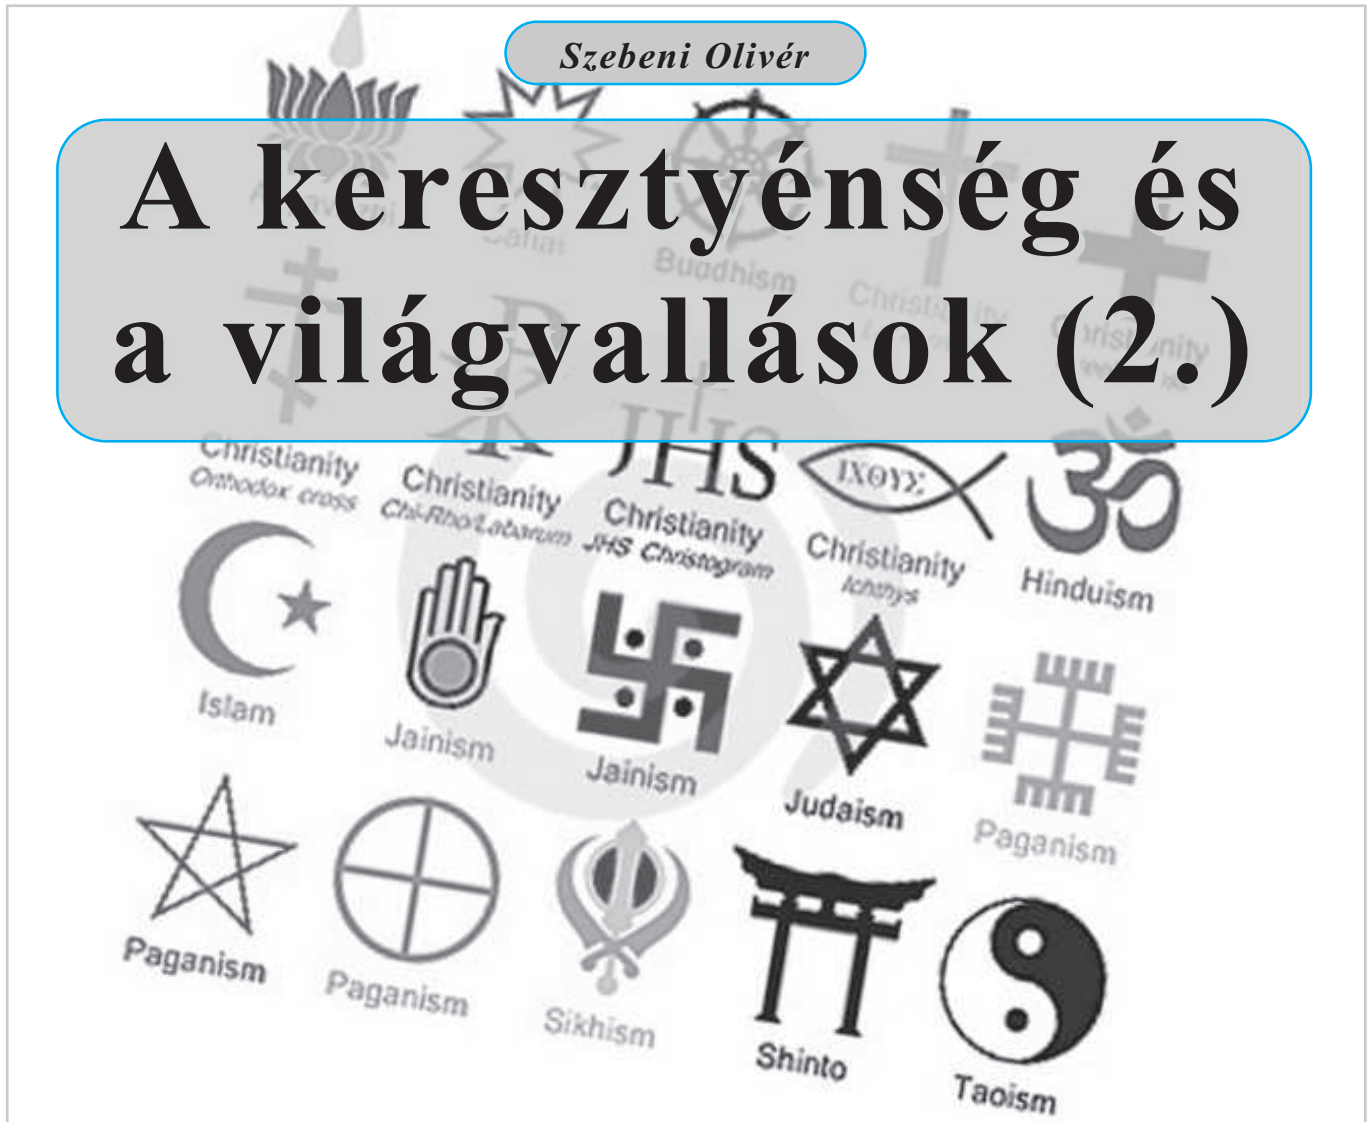 Szebeni Olivér
A keresztyénség és
a világvallások (2.)
Buddhism
Christianity
Christianity
Christianity
Orthodox cross
Christianity
Chi-Rho/Labarum
JHS
Christianity
JHS Christogram
ΙΧΘΥΣ
Christianity
Ichthys
Hinduism
Islam
Jainism
Jainism
Judaism
Paganism
Paganism
Paganism
Sikhism
Shinto
Taoism